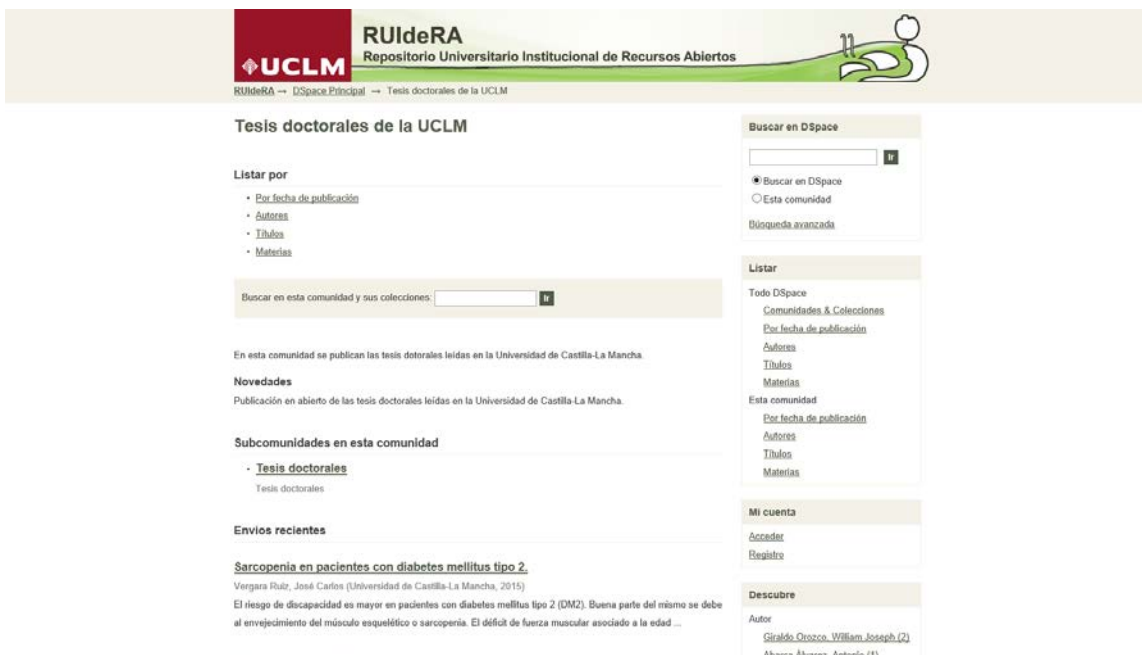 RUIdeRA
Repositorio Universitario Institucional de Recursos Abiertos
UCLM
RUIdeRA → DSpace Principal → Tesis doctorales de la UCLM
Tesis doctorales de la UCLM
Listar por
Por fecha de publicación
Autores
Títulos
Materias
Buscar en esta comunidad y sus colecciones:
Ir
En esta comunidad se publican las tesis dotorales leídas en la Universidad de Castilla-La Mancha.
Novedades
Publicación en abierto de las tesis doctorales leídas en la Universidad de Castilla-La Mancha.
Subcomunidades en esta comunidad
Tesis doctorales
Tesis doctorales
Envíos recientes
Sarcopenia en pacientes con diabetes mellitus tipo 2.
Vergara Ruiz, José Carlos (Universidad de Castilla-La Mancha, 2015)
El riesgo de discapacidad es mayor en pacientes con diabetes mellitus tipo 2 (DM2). Buena parte del mismo se debe
al envejecimiento del músculo esquelético o sarcopenia. El déficit de fuerza muscular asociado a la edad ...
Buscar en DSpace
Ir
Buscar en DSpace
Esta comunidad
Búsqueda avanzada
Listar
Todo DSpace
Comunidades & Colecciones
Por fecha de publicación
Autores
Títulos
Materias
Esta comunidad
Por fecha de publicación
Autores
Títulos
Materias
Mi cuenta
Acceder
Registro
Descubre
Autor
Giraldo Orozco, William Joseph (2)